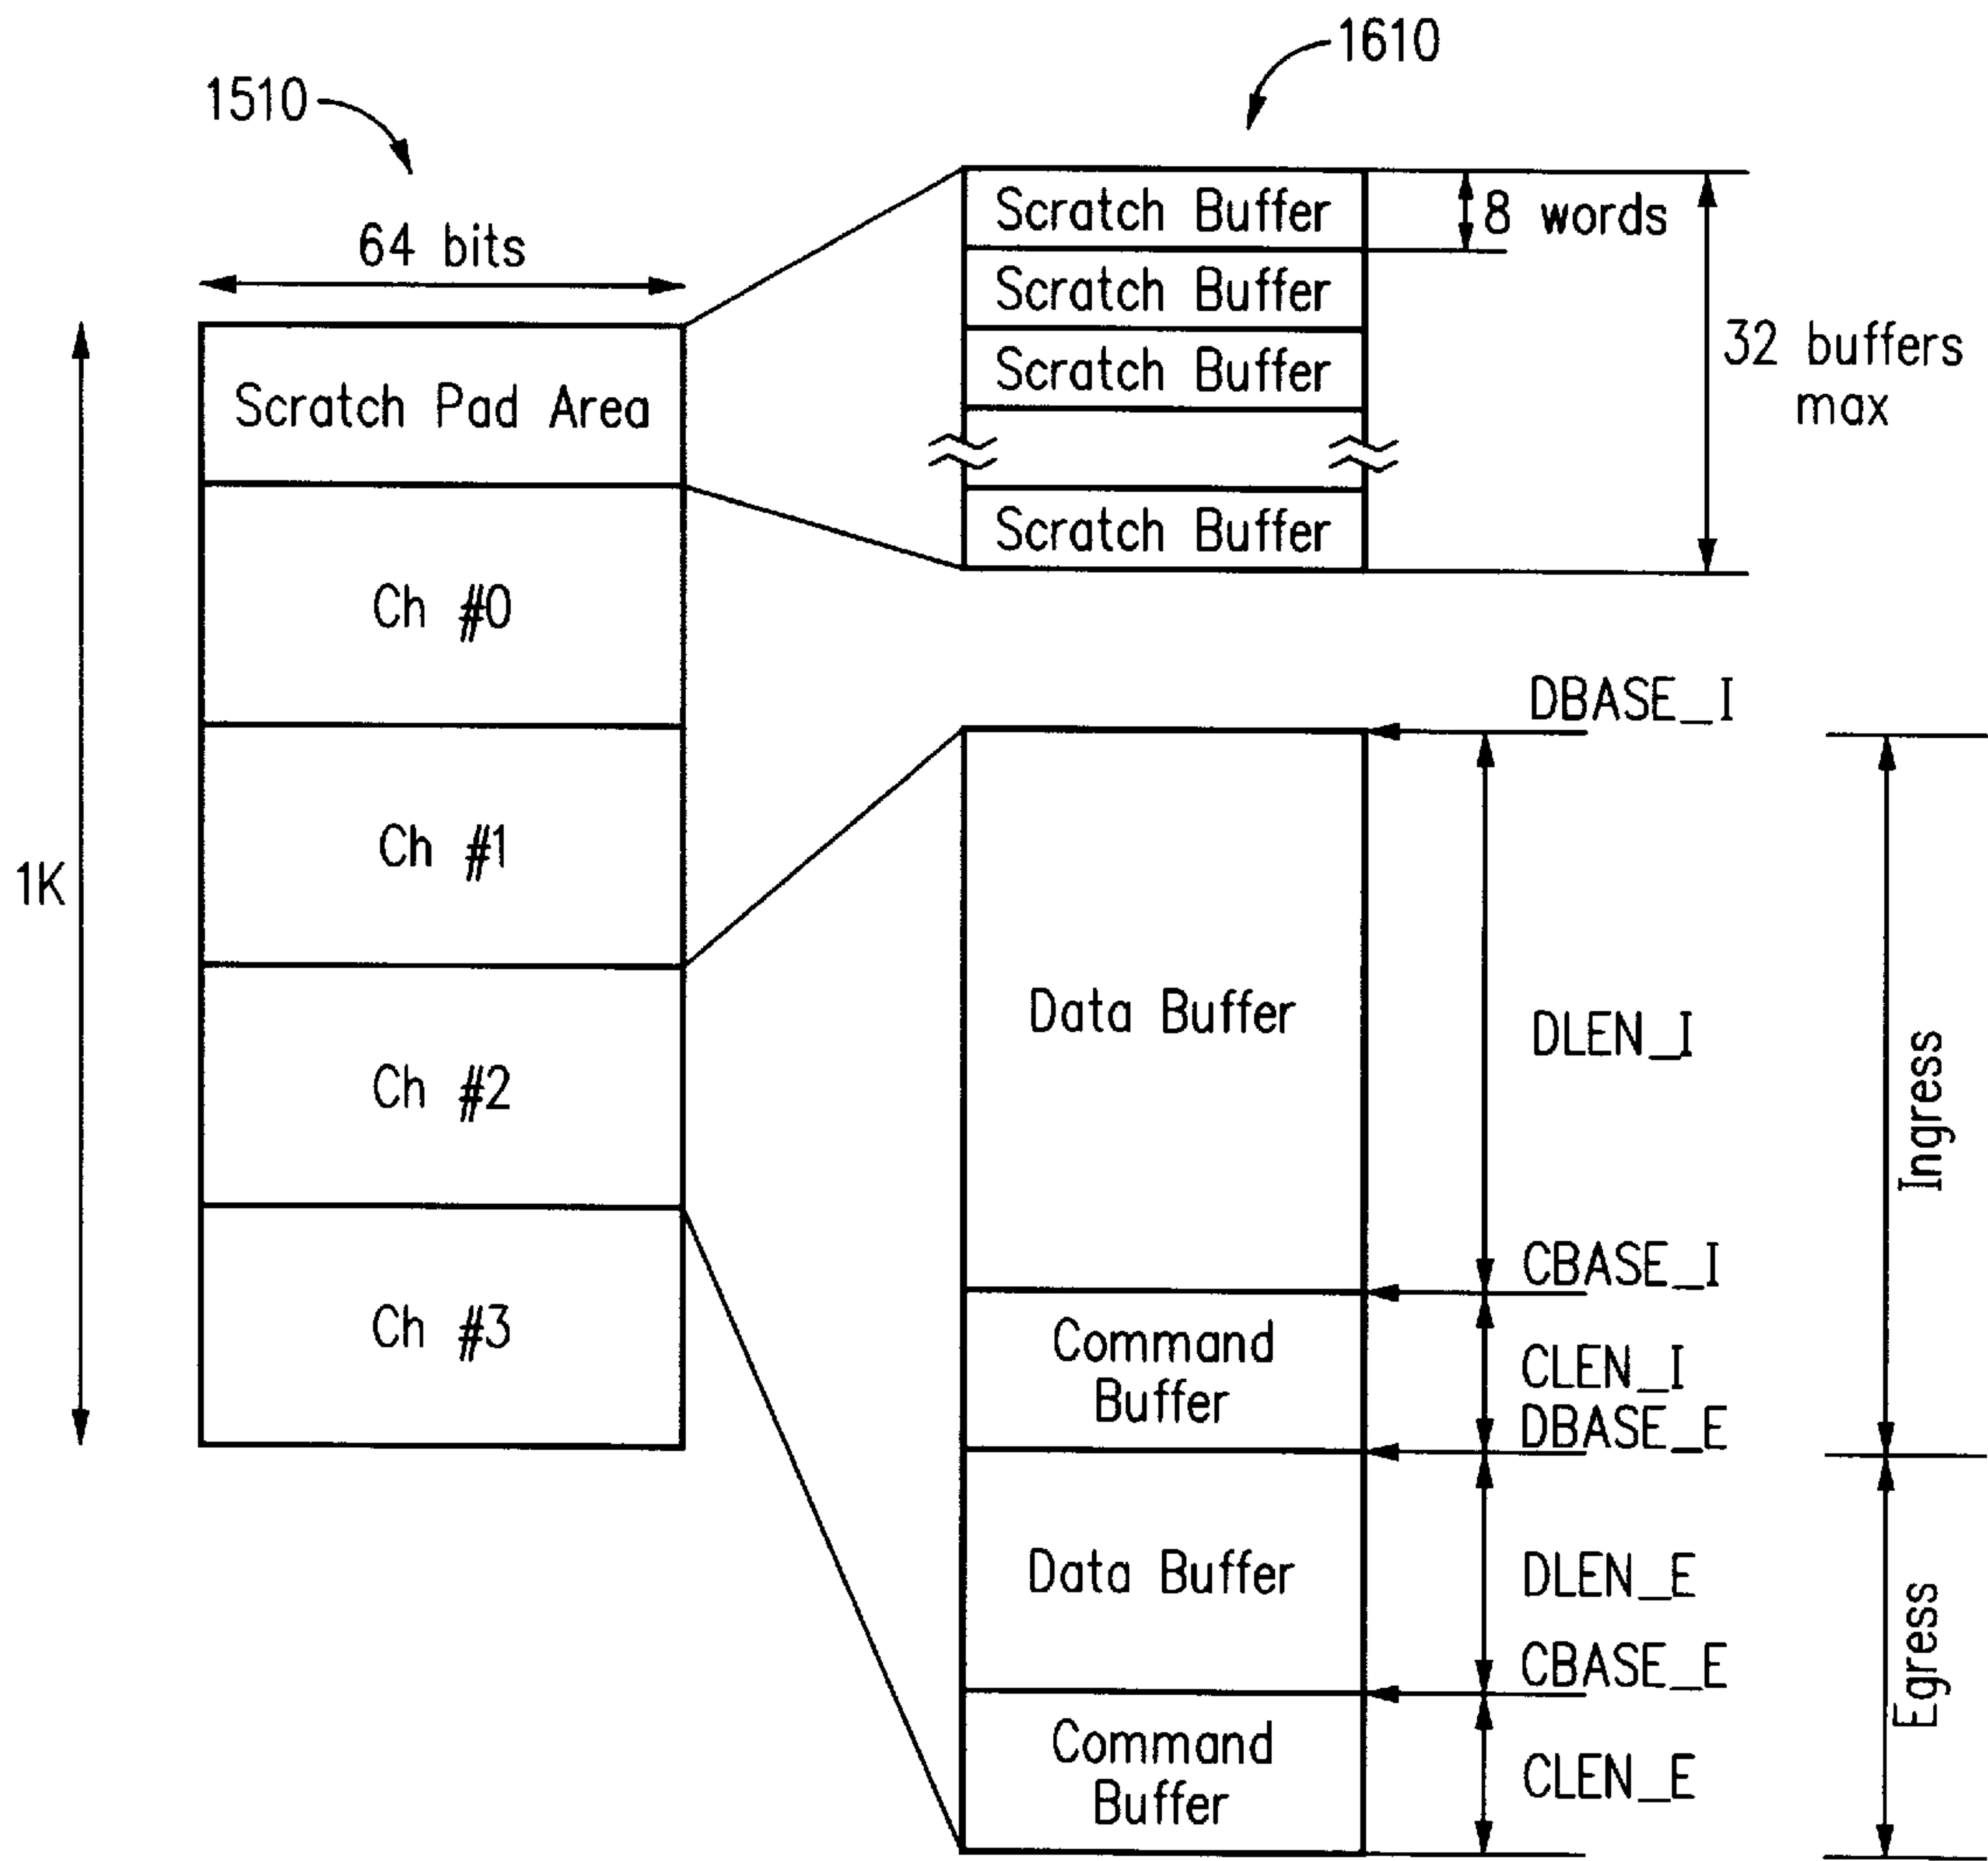 1510
1610
64 bits
1K
Scratch Pad Area
Ch #0
Ch #1
Ch #2
Ch #3
Scratch Buffer
Scratch Buffer
Scratch Buffer
Scratch Buffer
8 words
32 buffers
max
DBASE_I
Data Buffer
DLEN_I
CBASE_I
Command
Buffer
CLEN_I
DBASE_E
Data Buffer
DLEN_E
CBASE_E
Command
Buffer
CLEN_E
Ingress
Egress